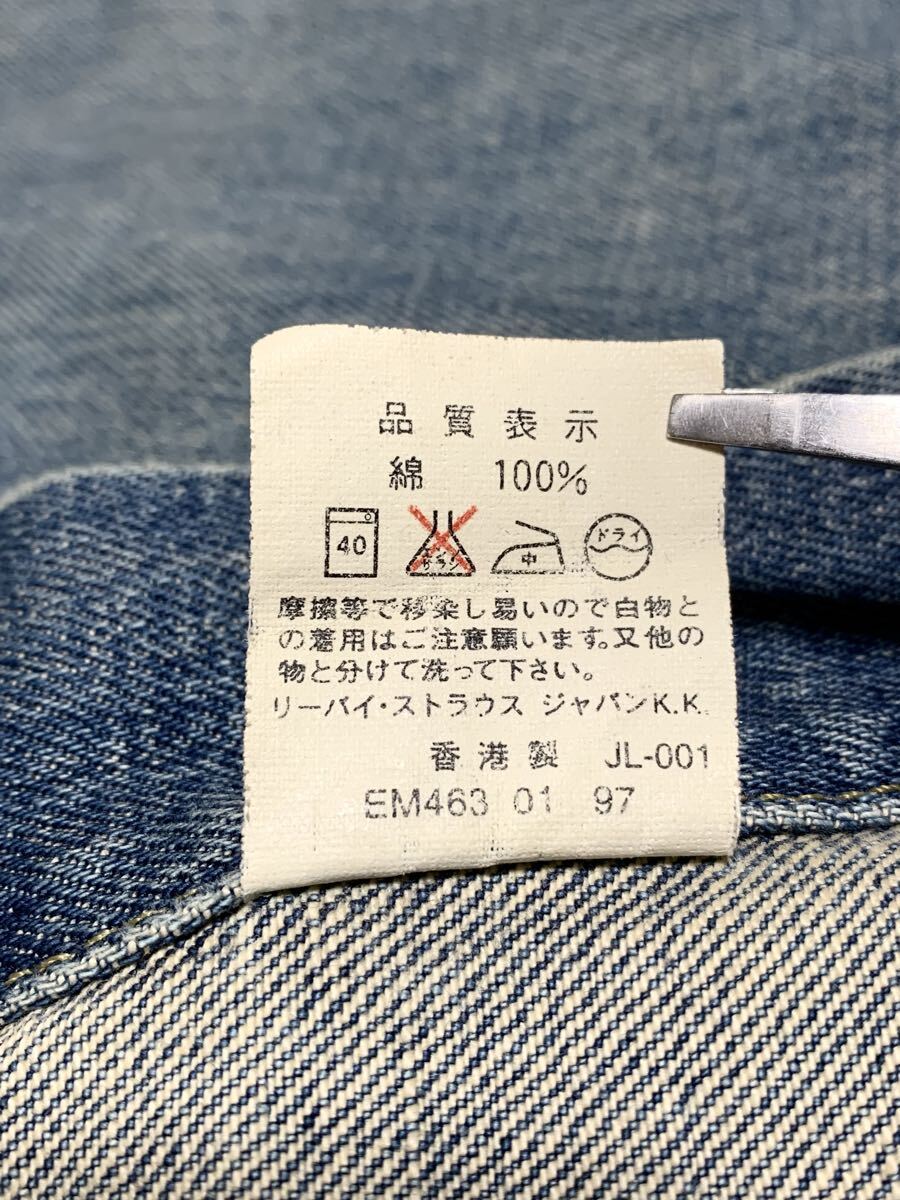 品質表示
綿 100%
40 サラシ 中 ドライ
摩擦等で移染し易いので白物と
の着用はご注意願います。又他の
物と分けて洗って下さい。
リーバイ・ストラウス ジャパンK.K.
香港製 JL-001
EM463 01 97